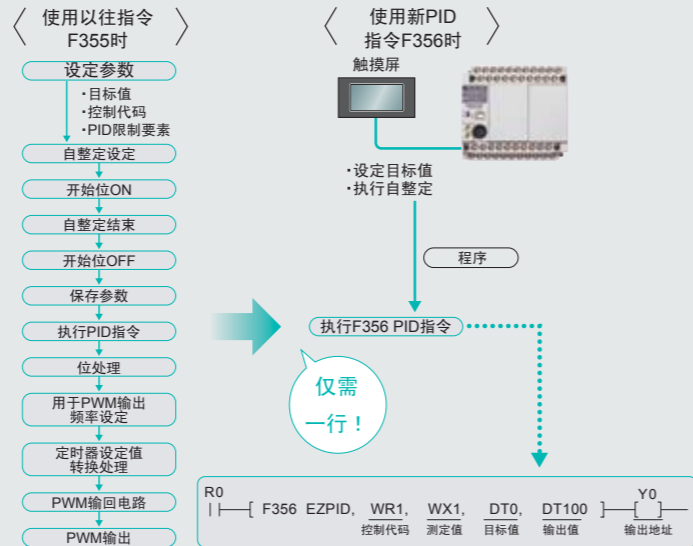 使用以往指令
F355时
设定参数
·目标值
·控制代码
·PID限制要素
自整定设定
开始位ON
自整定结束
开始位OFF
保存参数
执行PID指令
位处理
用于PWM输出
频率设定
定时器设定值
转换处理
PWM输回电路
PWM输出
使用新PID
指令F356时
触摸屏
·设定目标值
·执行自整定
程序
执行F356 PID指令
仅需
一行！
R0 F356 EZPID, WR1, WX1, DT0, DT100 Y0
控制代码 测定值 目标值 输出值 输出地址